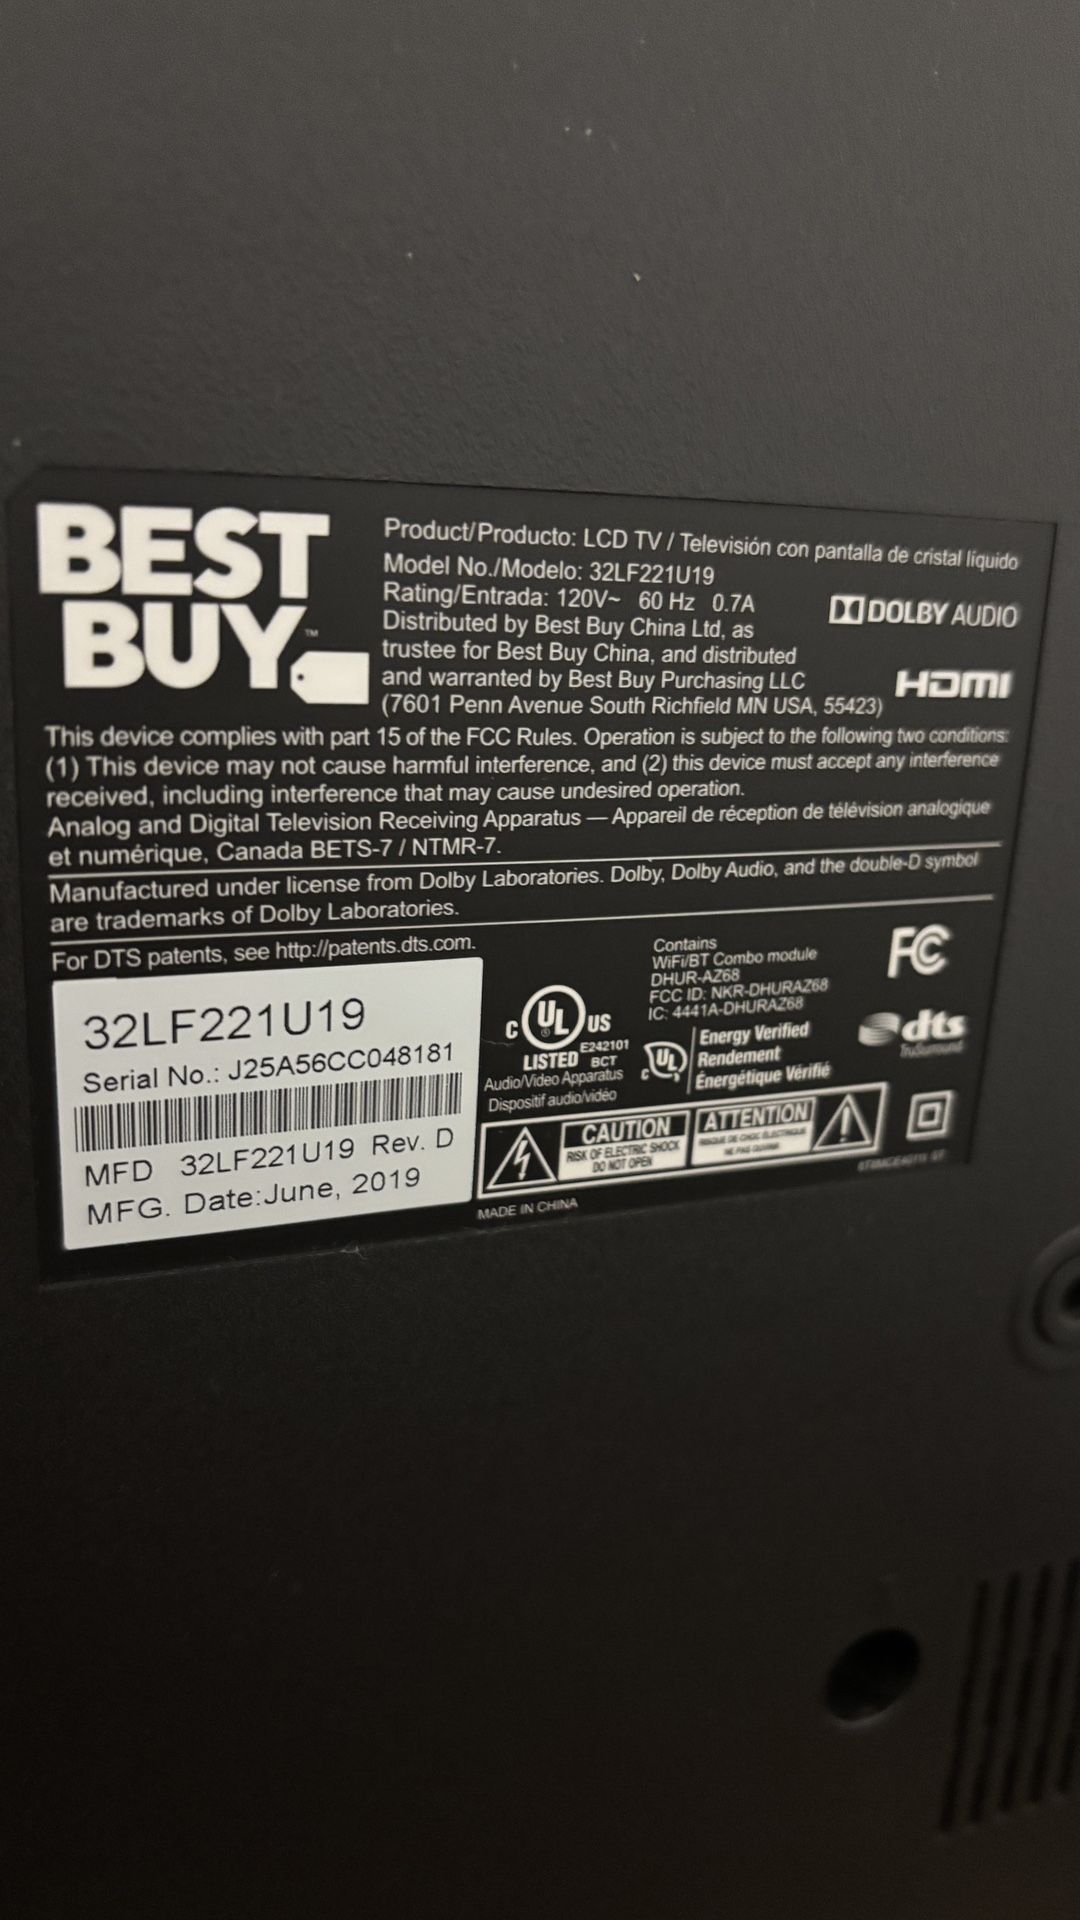 BEST
BUY™
Product/Producto: LCD TV / Televisión con pantalla de cristal líquido
Model No./Modelo: 32LF221U19
Rating/Entrada: 120V~ 60 Hz 0.7A
Distributed by Best Buy China Ltd, as
trustee for Best Buy China, and distributed
and warranted by Best Buy Purchasing LLC
(7601 Penn Avenue South Richfield MN USA, 55423)
DOLBY AUDIO
HDMI
This device complies with part 15 of the FCC Rules. Operation is subject to the following two conditions:
(1) This device may not cause harmful interference, and (2) this device must accept any interference
received, including interference that may cause undesired operation.
Analog and Digital Television Receiving Apparatus — Appareil de réception de télévision analogique
et numérique, Canada BETS-7 / NTMR-7.
Manufactured under license from Dolby Laboratories. Dolby, Dolby Audio, and the double-D symbol
are trademarks of Dolby Laboratories.
For DTS patents, see http://patents.dts.com.
32LF221U19
Serial No.: J25A56CC048181
MFD 32LF221U19 Rev. D
MFG. Date:June, 2019
C UL ® US
LISTED E242101 BCT
Audio/Video Apparatus
Dispositif audio/vidéo
Contains
WiFi/BT Combo module
DHUR-AZ68
FCC ID: NKR-DHURAZ68
IC: 4441A-DHURAZ68
FC
C UL
Energy Verified
Rendement
Énergétique Vérifié
dts
TruSurround
CAUTION
RISK OF ELECTRIC SHOCK
DO NOT OPEN
ATTENTION
RISQUE DE CHOC ÉLECTRIQUE
NE PAS OUVRIR
MADE IN CHINA